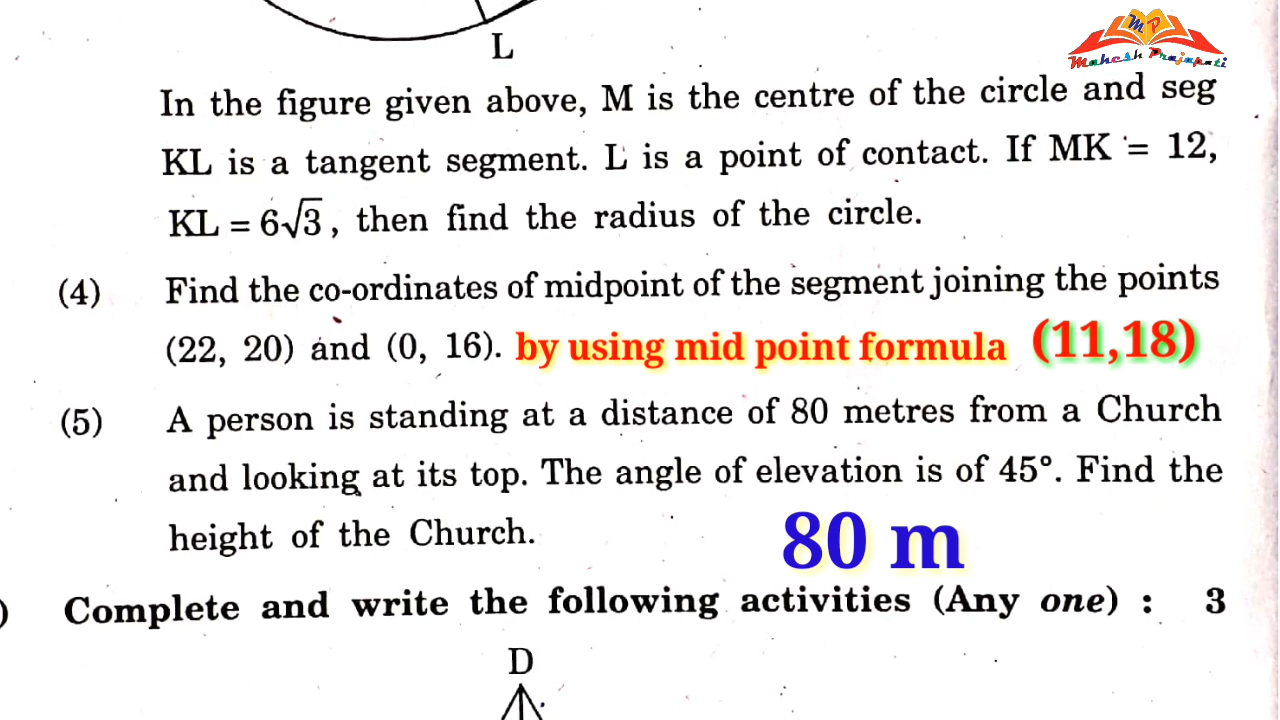 L
MP
Mahesh Prajapati
In the figure given above, M is the centre of the circle and seg
KL is a tangent segment. L is a point of contact. If MK = 12,
KL = 6√3, then find the radius of the circle.
(4) Find the co-ordinates of midpoint of the segment joining the points
(22, 20) and (0, 16). by using mid point formula (11,18)
(5) A person is standing at a distance of 80 metres from a Church
and looking at its top. The angle of elevation is of 45°. Find the
height of the Church. 80 m
) Complete and write the following activities (Any one) : 3
D